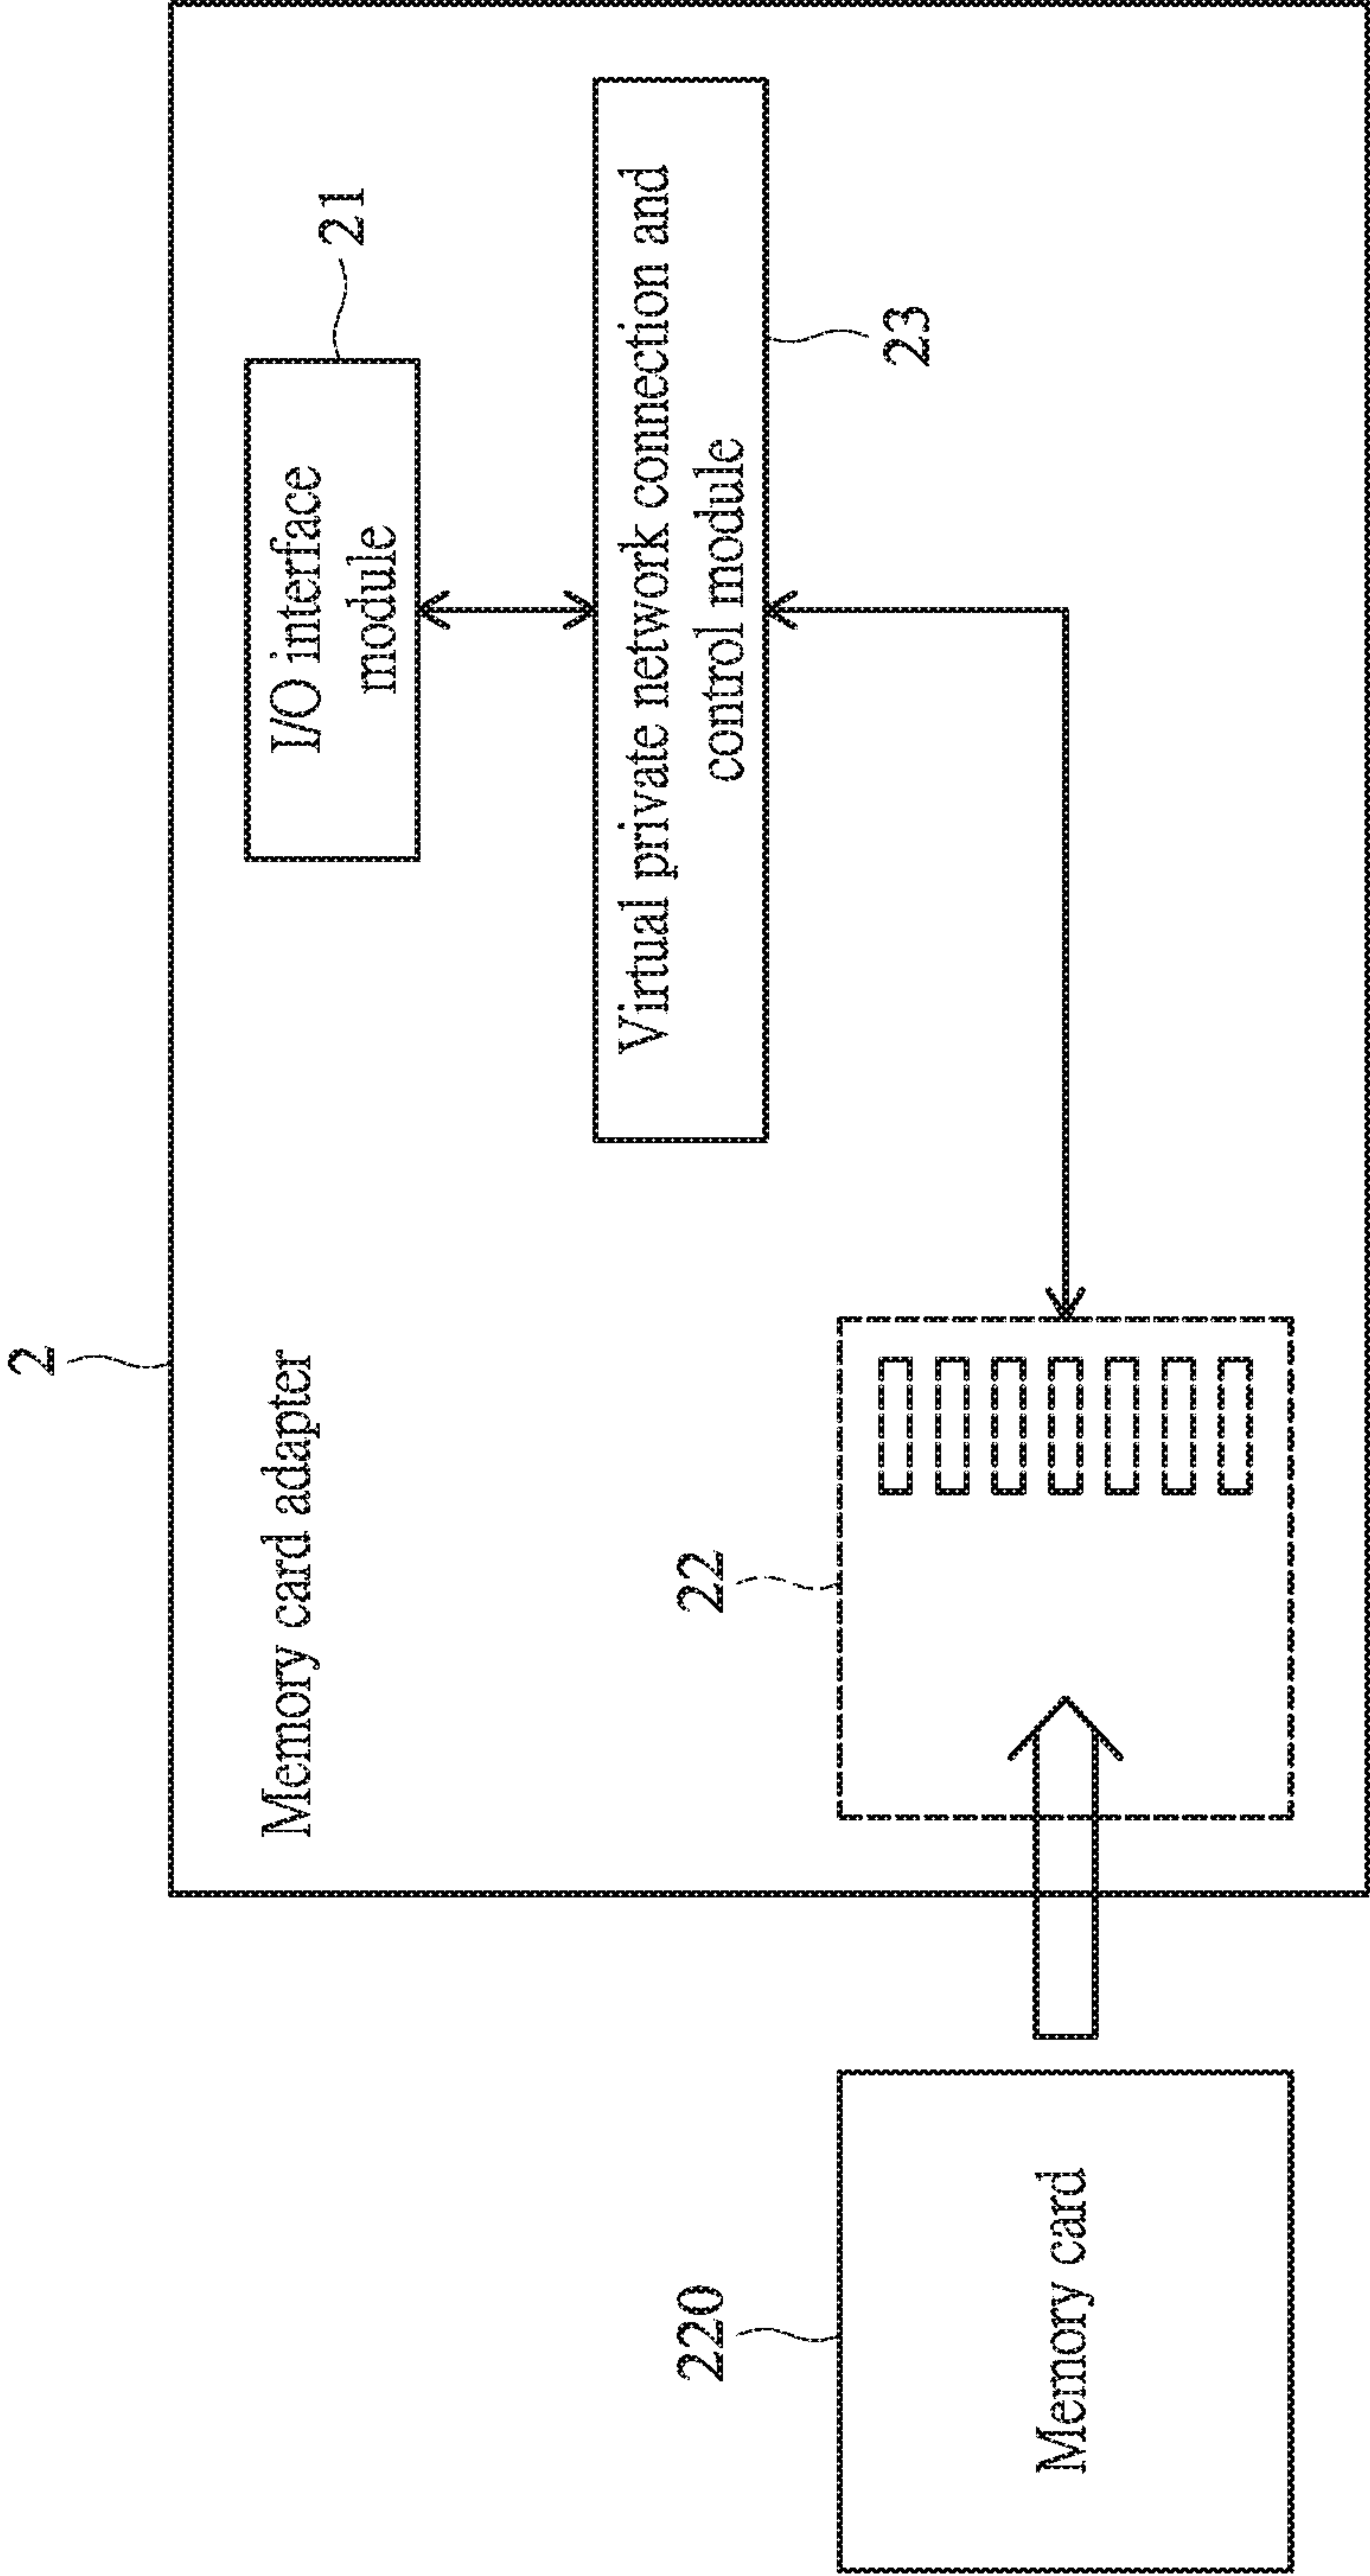 2
Memory card adapter
I/O interface
module
21
Virtual private network connection and
control module
23
22
220
Memory card